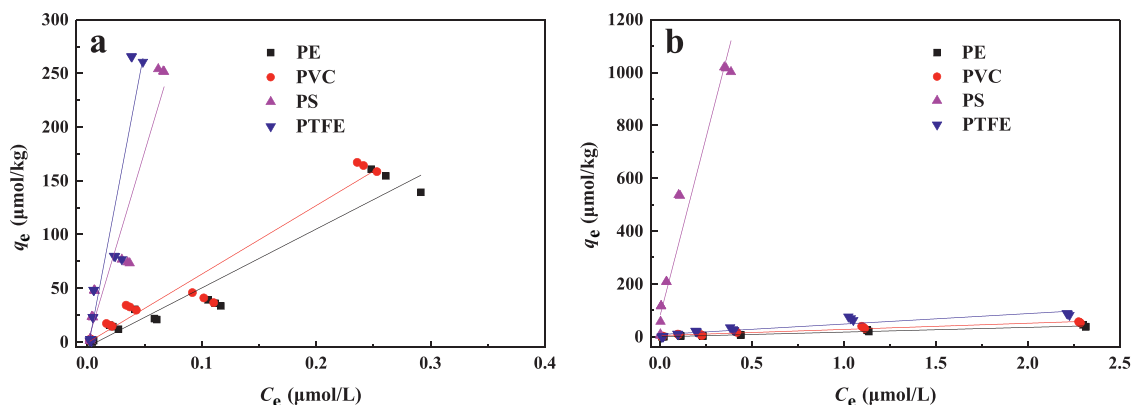 a
PE
PVC
PS
PTFE
300
250
200
150
100
50
0
qe (μmol/kg)
0.0 0.1 0.2 0.3 0.4
Ce (μmol/L)
b
PE
PVC
PS
PTFE
1200
1000
800
600
400
200
0
qe (μmol/kg)
0.0 0.5 1.0 1.5 2.0 2.5
Ce (μmol/L)